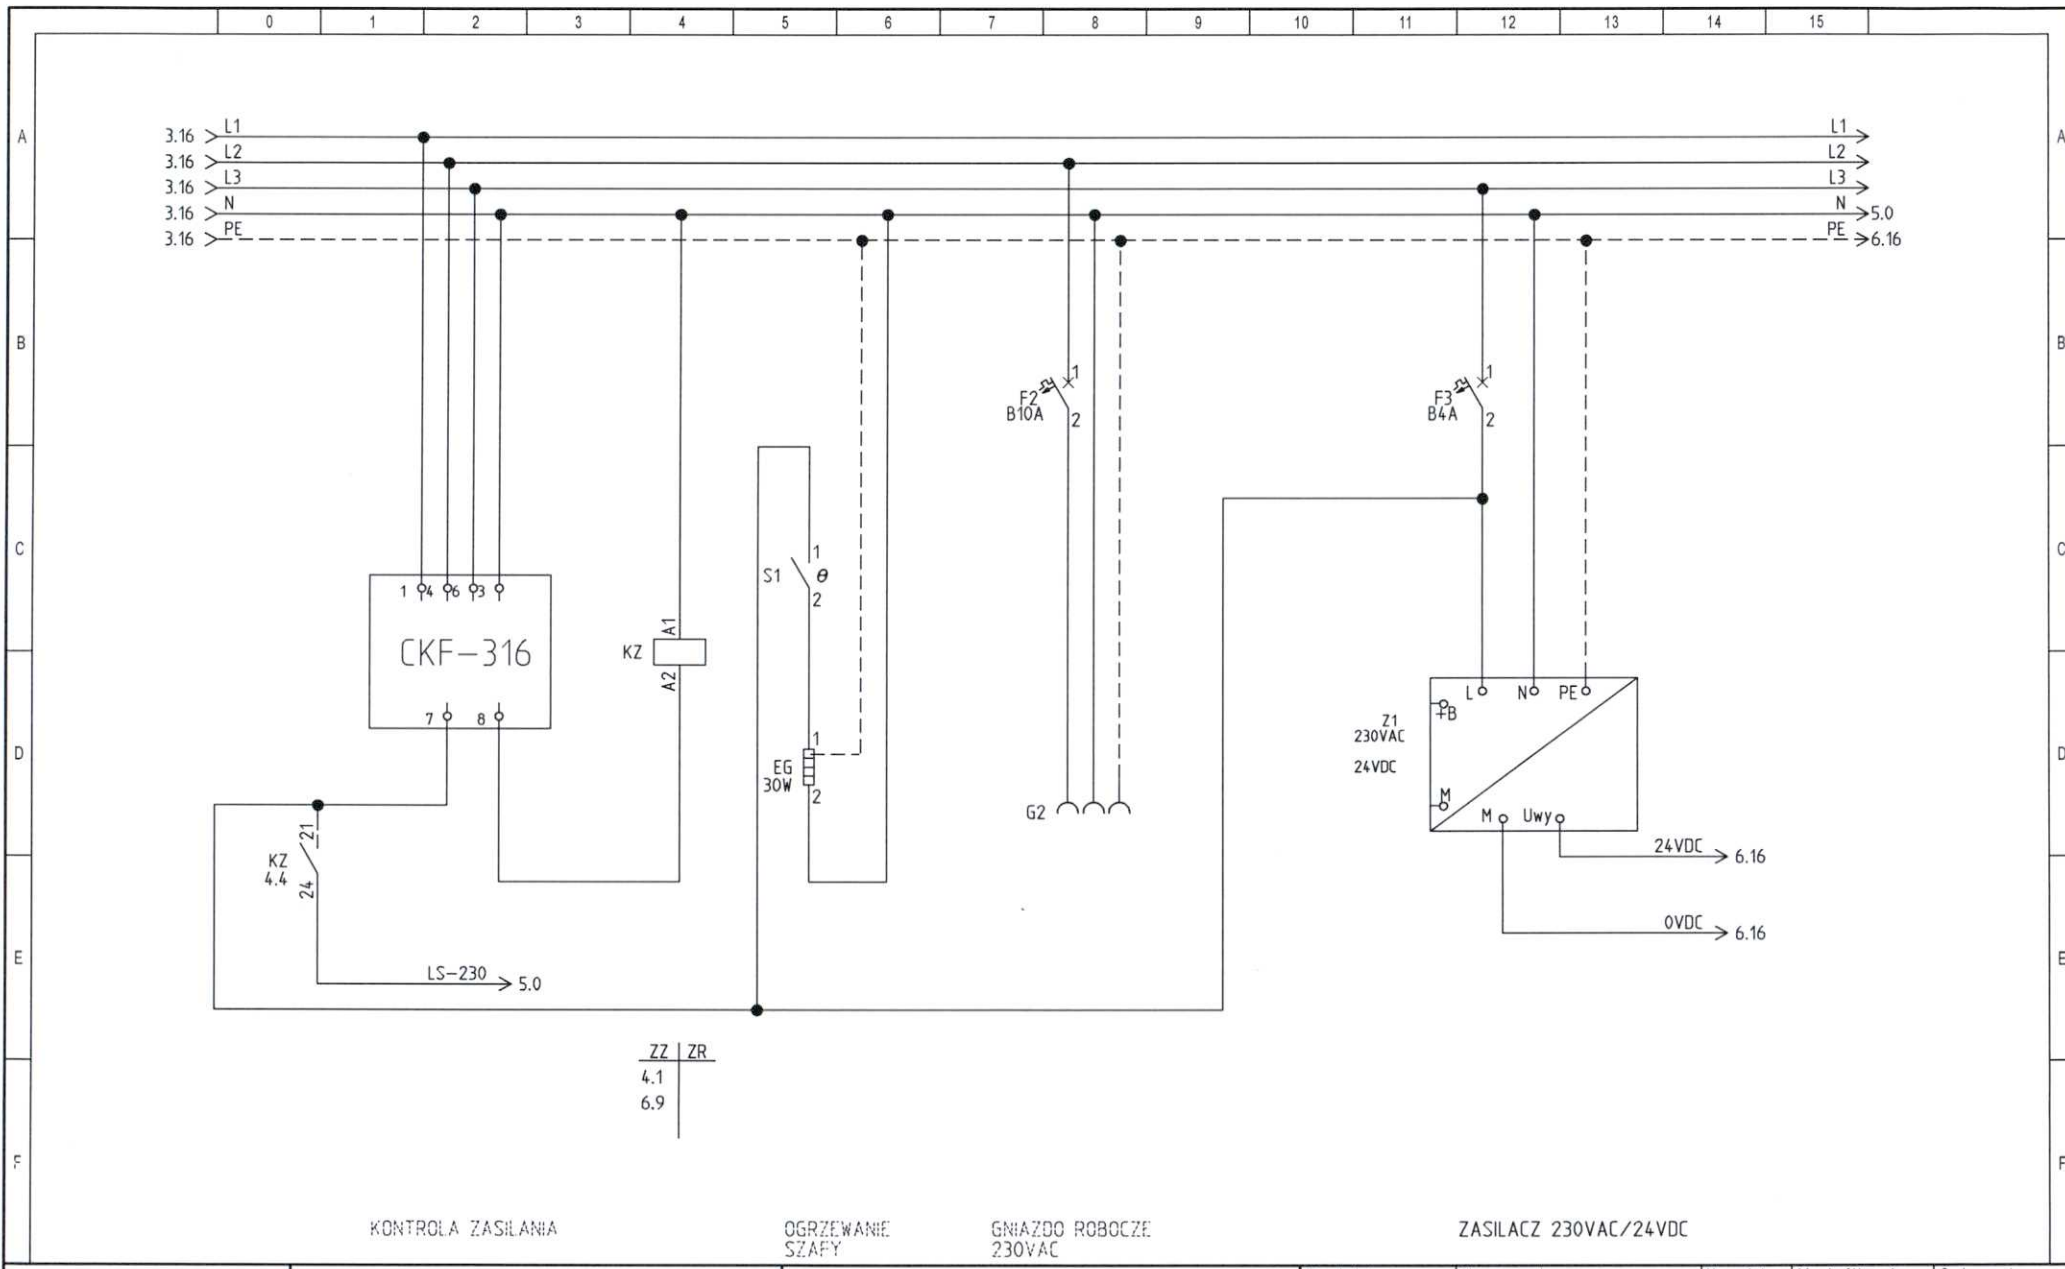 0 1 2 3 4 5 6 7 8 9 10 11 12 13 14 15
A A
3.16 L1 L1
3.16 L2 L2
3.16 L3 L3
3.16 N N 5.0
3.16 PE PE 6.16
B B
F2 1
B10A 2
F3 1
B4A 2
C C
S1 1 θ
2
1 4 6 3
CKF-316
7 8
KZ A1
A2
EG 1
30W 2
G2
L N PE
+B
Z1
230VAC
24VDC
M
M Uwy
D D
24VDC 6.16
0VDC 6.16
KZ 21
4.4 24
E E
LS-230 5.0
ZZ ZR
4.1
6.9
F F
KONTROLA ZASILANIA
OGRZEWANIE
SZAFY
GNIAZDO ROBOCZE
230VAC
ZASILACZ 230VAC/24VDC